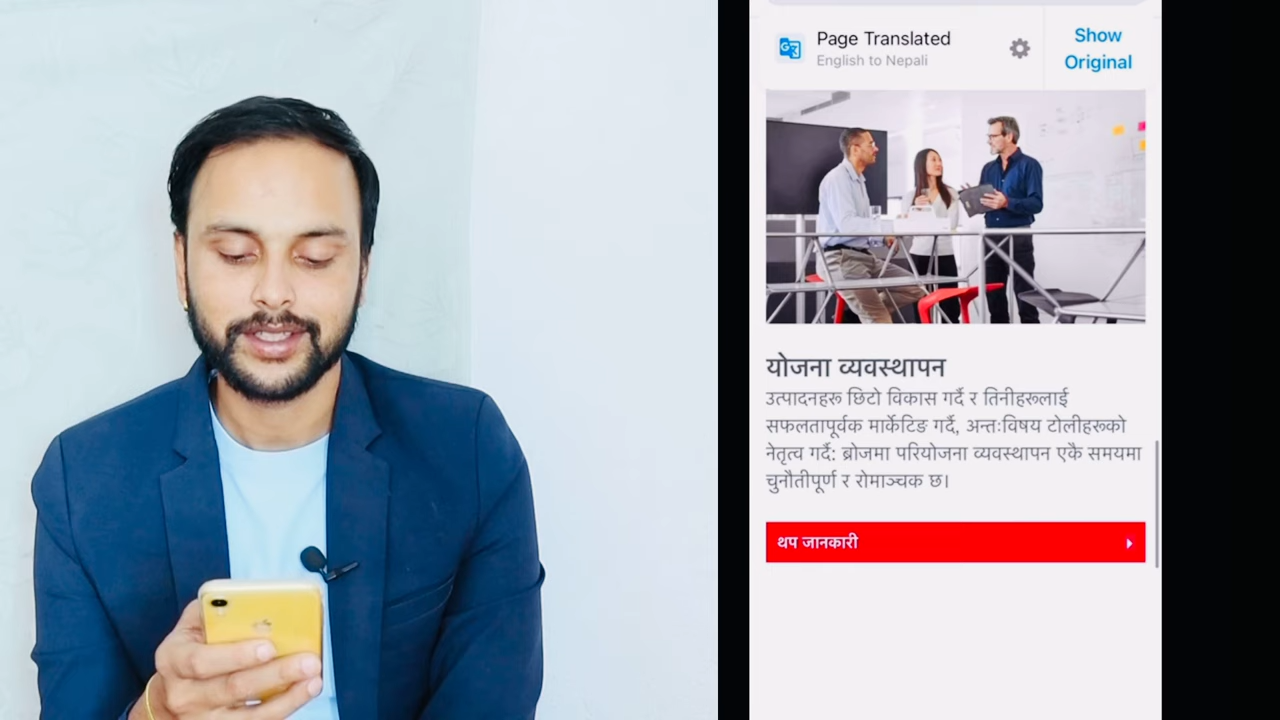 Page Translated
English to Nepali
Show
Original
योजना व्यवस्थापन
उत्पादनहरू छिटो विकास गर्दै र तिनीहरूलाई
सफलतापूर्वक मार्केटिङ गर्दै, अन्तःविषय टोलीहरूको
नेतृत्व गर्दै: ब्रोजमा परियोजना व्यवस्थापन एकै समयमा
चुनौतीपूर्ण र रोमाञ्चक छ।
थप जानकारी